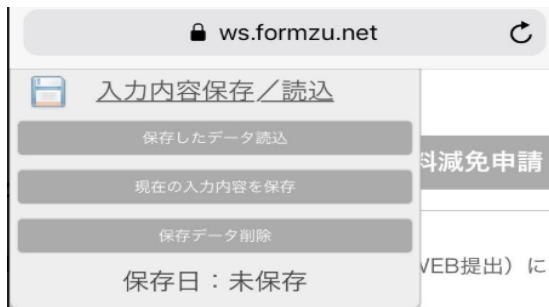 ws.formzu.net
入力内容保存／読込
保存したデータ読込
料減免申請
現在の入力内容を保存
保存データ削除
WEB提出）に
保存日：未保存